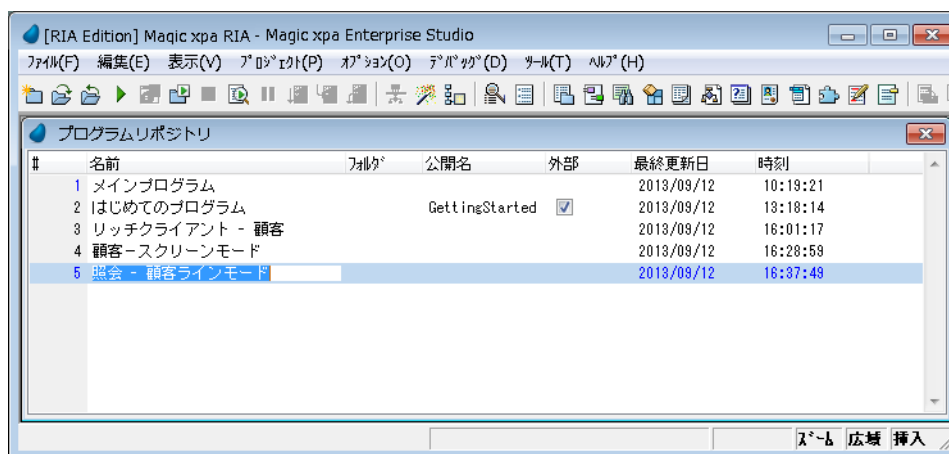 [RIA Edition] Magic xpa RIA - Magic xpa Enterprise Studio
ﾌｧｲﾙ(F) 編集(E) 表示(V) ﾌﾟﾛｼﾞｪｸﾄ(P) ｵﾌﾟｼｮﾝ(O) ﾃﾞﾊﾞｯｸﾞ(D) ﾂｰﾙ(T) ﾍﾙﾌﾟ(H)
プログラムリポジトリ
# 名前 ﾌｫﾙﾀﾞ 公開名 外部 最終更新日 時刻
1 メインプログラム 2013/09/12 10:19:21
2 はじめてのプログラム GettingStarted 2013/09/12 13:18:14
3 リッチクライアント - 顧客 2013/09/12 16:01:17
4 顧客－スクリーンモード 2013/09/12 16:28:59
5 照会 - 顧客ラインモード 2013/09/12 16:37:49
ｽﾞｰﾑ 広域 挿入